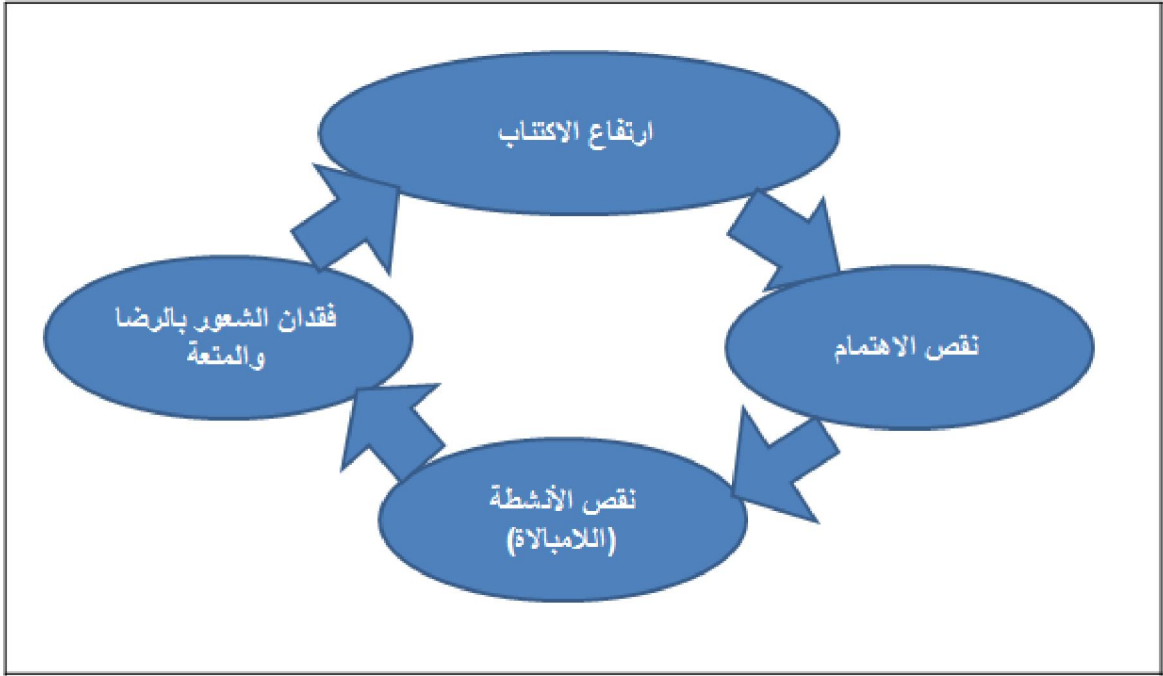 ارتفاع الاكتئاب
نقص الاهتمام
نقص الأنشطة
(اللامبالاة)
فقدان الشعور بالرضا
والمتعة